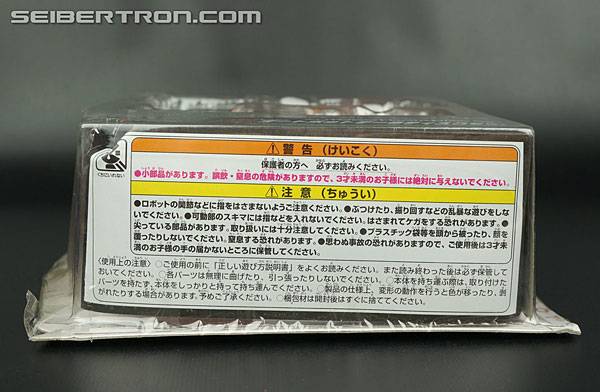 SEIBERTRON.COM
⚠警告(けいこく)
保護者の方へ 必ずお読みください。
●小部品があります。誤飲・窒息の危険がありますので、3才未満のお子様には絶対に与えないでください。
くちにいれない
⚠注意(ちゅうい)
●ロボットの関節などに指をはさまないようご注意ください。●ぶつけたり、振り回すなどの乱暴な遊びをしな
いでください。●可動部のスキマには指などを入れないでください。はさまれてケガをする恐れがあります。●
尖っている部品があります。取り扱いには十分注意してください。●プラスチック袋等を頭から被ったり、顔を
覆ったりしないでください。窒息する恐れがあります。●思わぬ事故の恐れがありますので、ご使用後は3才未
満のお子様の手の届かないところに保管してください。
〈使用上の注意〉○ご使用の前に「正しい遊び方説明書」をよくお読みください。また読み終わった後は必ず保管して
おいてください。○各パーツは無理に曲げたり、引っ張りしないでください。○本体を持ち運ぶ際は、取り付けた
パーツを持たず、本体をしっかりと持って持ち運んでください。○製品の仕様上、変形の動作を行うと色が移ったり、剥
がれたりする場合があります。予めご了承ください。○梱包材は開封後はすぐに捨ててください。